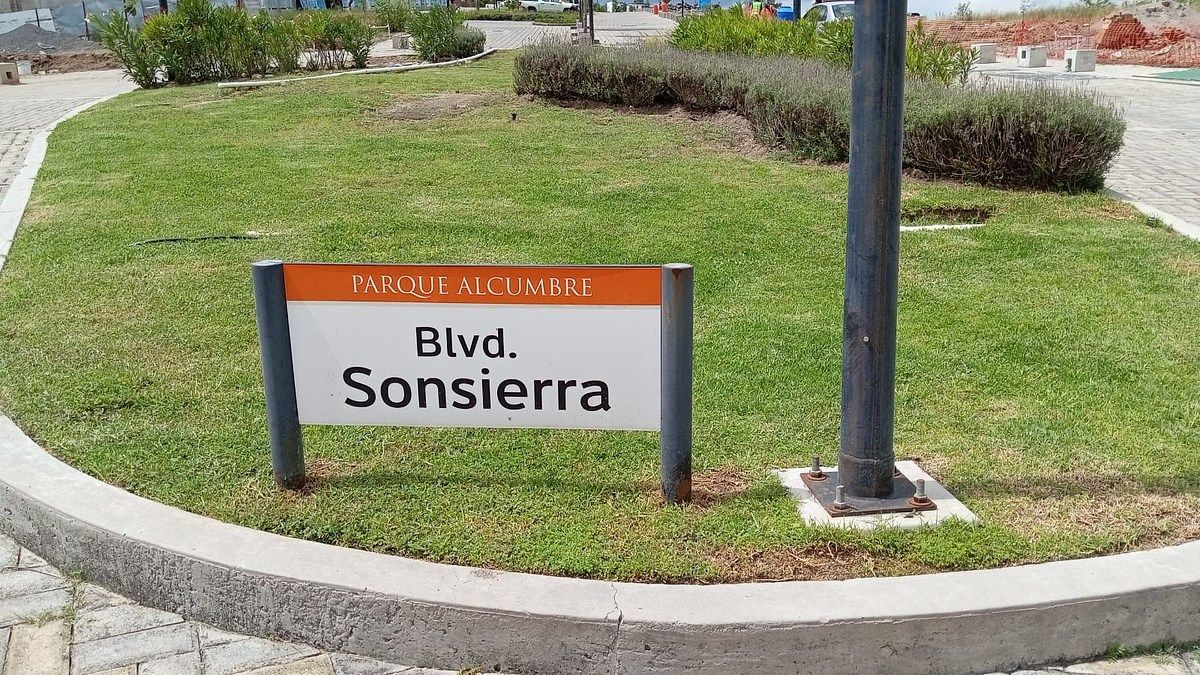 PARQUE ALCUMBRE
Blvd.
Sonsierra